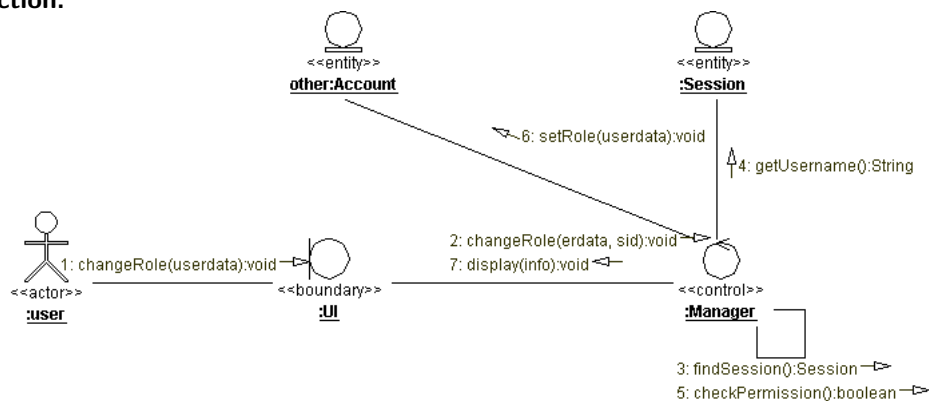 ction.
<<entity>>
other:Account
<<entity>>
:Session
6: setRole(userdata):void
4: getUsername():String
2: changeRole(erdata, sid):void
7: display(info):void
1: changeRole(userdata):void
<<actor>>
:user
<<boundary>>
:UI
<<control>>
:Manager
3: findSession():Session
5: checkPermission():boolean